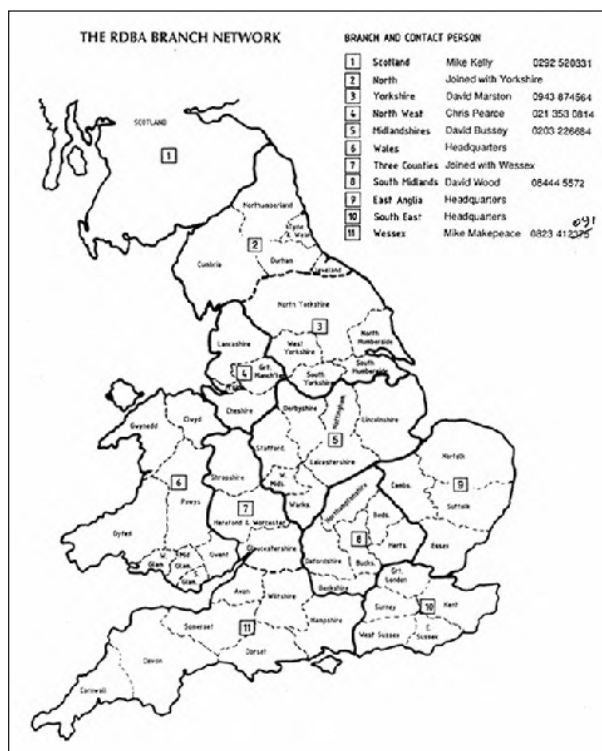 THE RDBA BRANCH NETWORK
BRANCH AND CONTACT PERSON
1 Scotland Mike Kelly 0292 520331
2 North Joined with Yorkshire
3 Yorkshire David Marston 0943 874564
4 North West Chris Pearce 021 353 0814
5 Midlandshires David Bussey 0203 226684
6 Wales Headquarters
7 Three Counties Joined with Wessex
8 South Midlands David Wood 08444 5572
9 East Anglia Headquarters
10 South East Headquarters
091
11 Wessex Mike Makepeace 0823 412375
SCOTLAND
1
Northumberland
Tyne & Wear
2
Cumbria
Durham
Cleveland
North Yorkshire
3
Lancashire
West Yorkshire
North Humberside
4
Grt. Manch'tr
South Yorkshire
South Humberside
Cheshire
Derbyshire
Nottingham
Lincolnshire
Gwynedd
Clwyd
Stafford.
5
Leicestershire
Norfolk
Shropshire
W. Mids.
Cambs.
9
6
Powys
7
Warks.
Northamptonshire
Suffolk
Hereford & Worcester
Beds.
Dyfed
8
Gloucestershire
Herts.
Essex
W. Glam.
Mid Glam.
S. Glam.
Gwent
Oxfordshire
Bucks.
Berkshire
Grt. London
Avon
Wiltshire
Surrey
10
Kent
Somerset
11
Hampshire
West Sussex
E. Sussex
Devon
Dorset
Cornwall